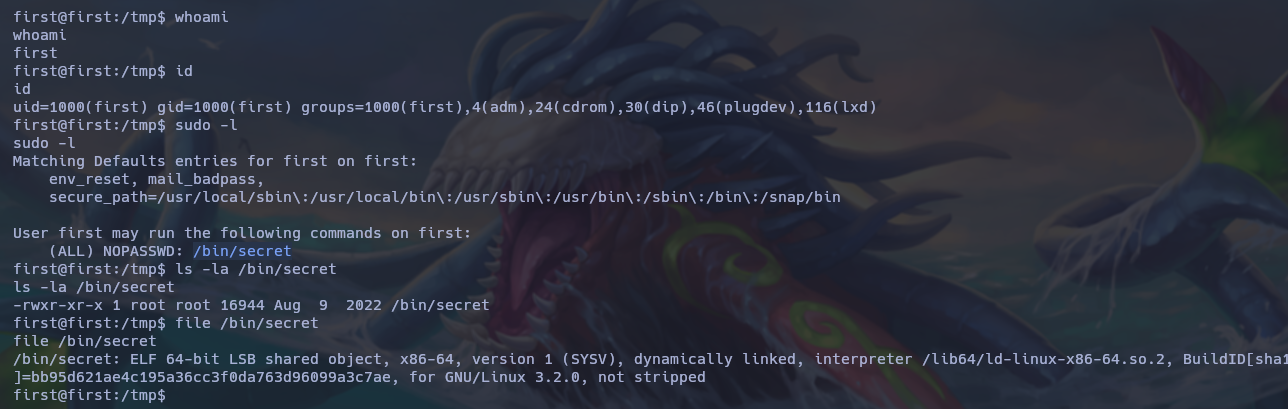 first@first:/tmp$ whoami
whoami
first
first@first:/tmp$ id
id
uid=1000(first) gid=1000(first) groups=1000(first),4(adm),24(cdrom),30(dip),46(plugdev),116(lxd)
first@first:/tmp$ sudo -l
sudo -l
Matching Defaults entries for first on first:
    env_reset, mail_badpass,
    secure_path=/usr/local/sbin\:/usr/local/bin\:/usr/sbin\:/usr/bin\:/sbin\:/bin\:/snap/bin

User first may run the following commands on first:
    (ALL) NOPASSWD: /bin/secret
first@first:/tmp$ ls -la /bin/secret
ls -la /bin/secret
-rwxr-xr-x 1 root root 16944 Aug  9  2022 /bin/secret
first@first:/tmp$ file /bin/secret
file /bin/secret
/bin/secret: ELF 64-bit LSB shared object, x86-64, version 1 (SYSV), dynamically linked, interpreter /lib64/ld-linux-x86-64.so.2, BuildID[sha1
]=bb95d621ae4c195a36cc3f0da763d96099a3c7ae, for GNU/Linux 3.2.0, not stripped
first@first:/tmp$